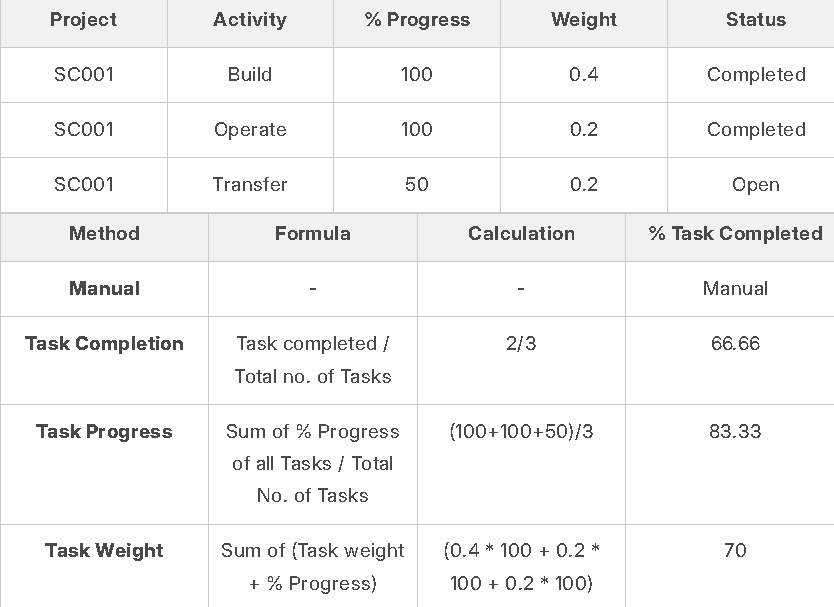 Project Activity % Progress Weight Status
SC001 Build 100 0.4 Completed
SC001 Operate 100 0.2 Completed
SC001 Transfer 50 0.2 Open
Method Formula Calculation % Task Completed
Manual - - Manual
Task Completion Task completed / 2/3 66.66
Total no. of Tasks
Task Progress Sum of % Progress (100+100+50)/3 83.33
of all Tasks / Total
No. of Tasks
Task Weight Sum of (Task weight (0.4 * 100 + 0.2 * 70
+ % Progress) 100 + 0.2 * 100)